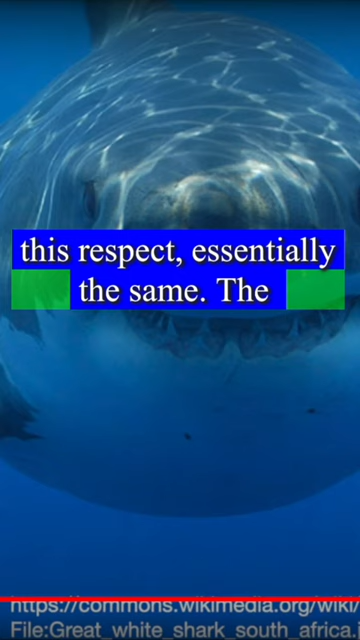 this respect, essentially
the same. The
https://commons.wikimedia.org/wiki/
File:Great_white_shark_south_africa.j